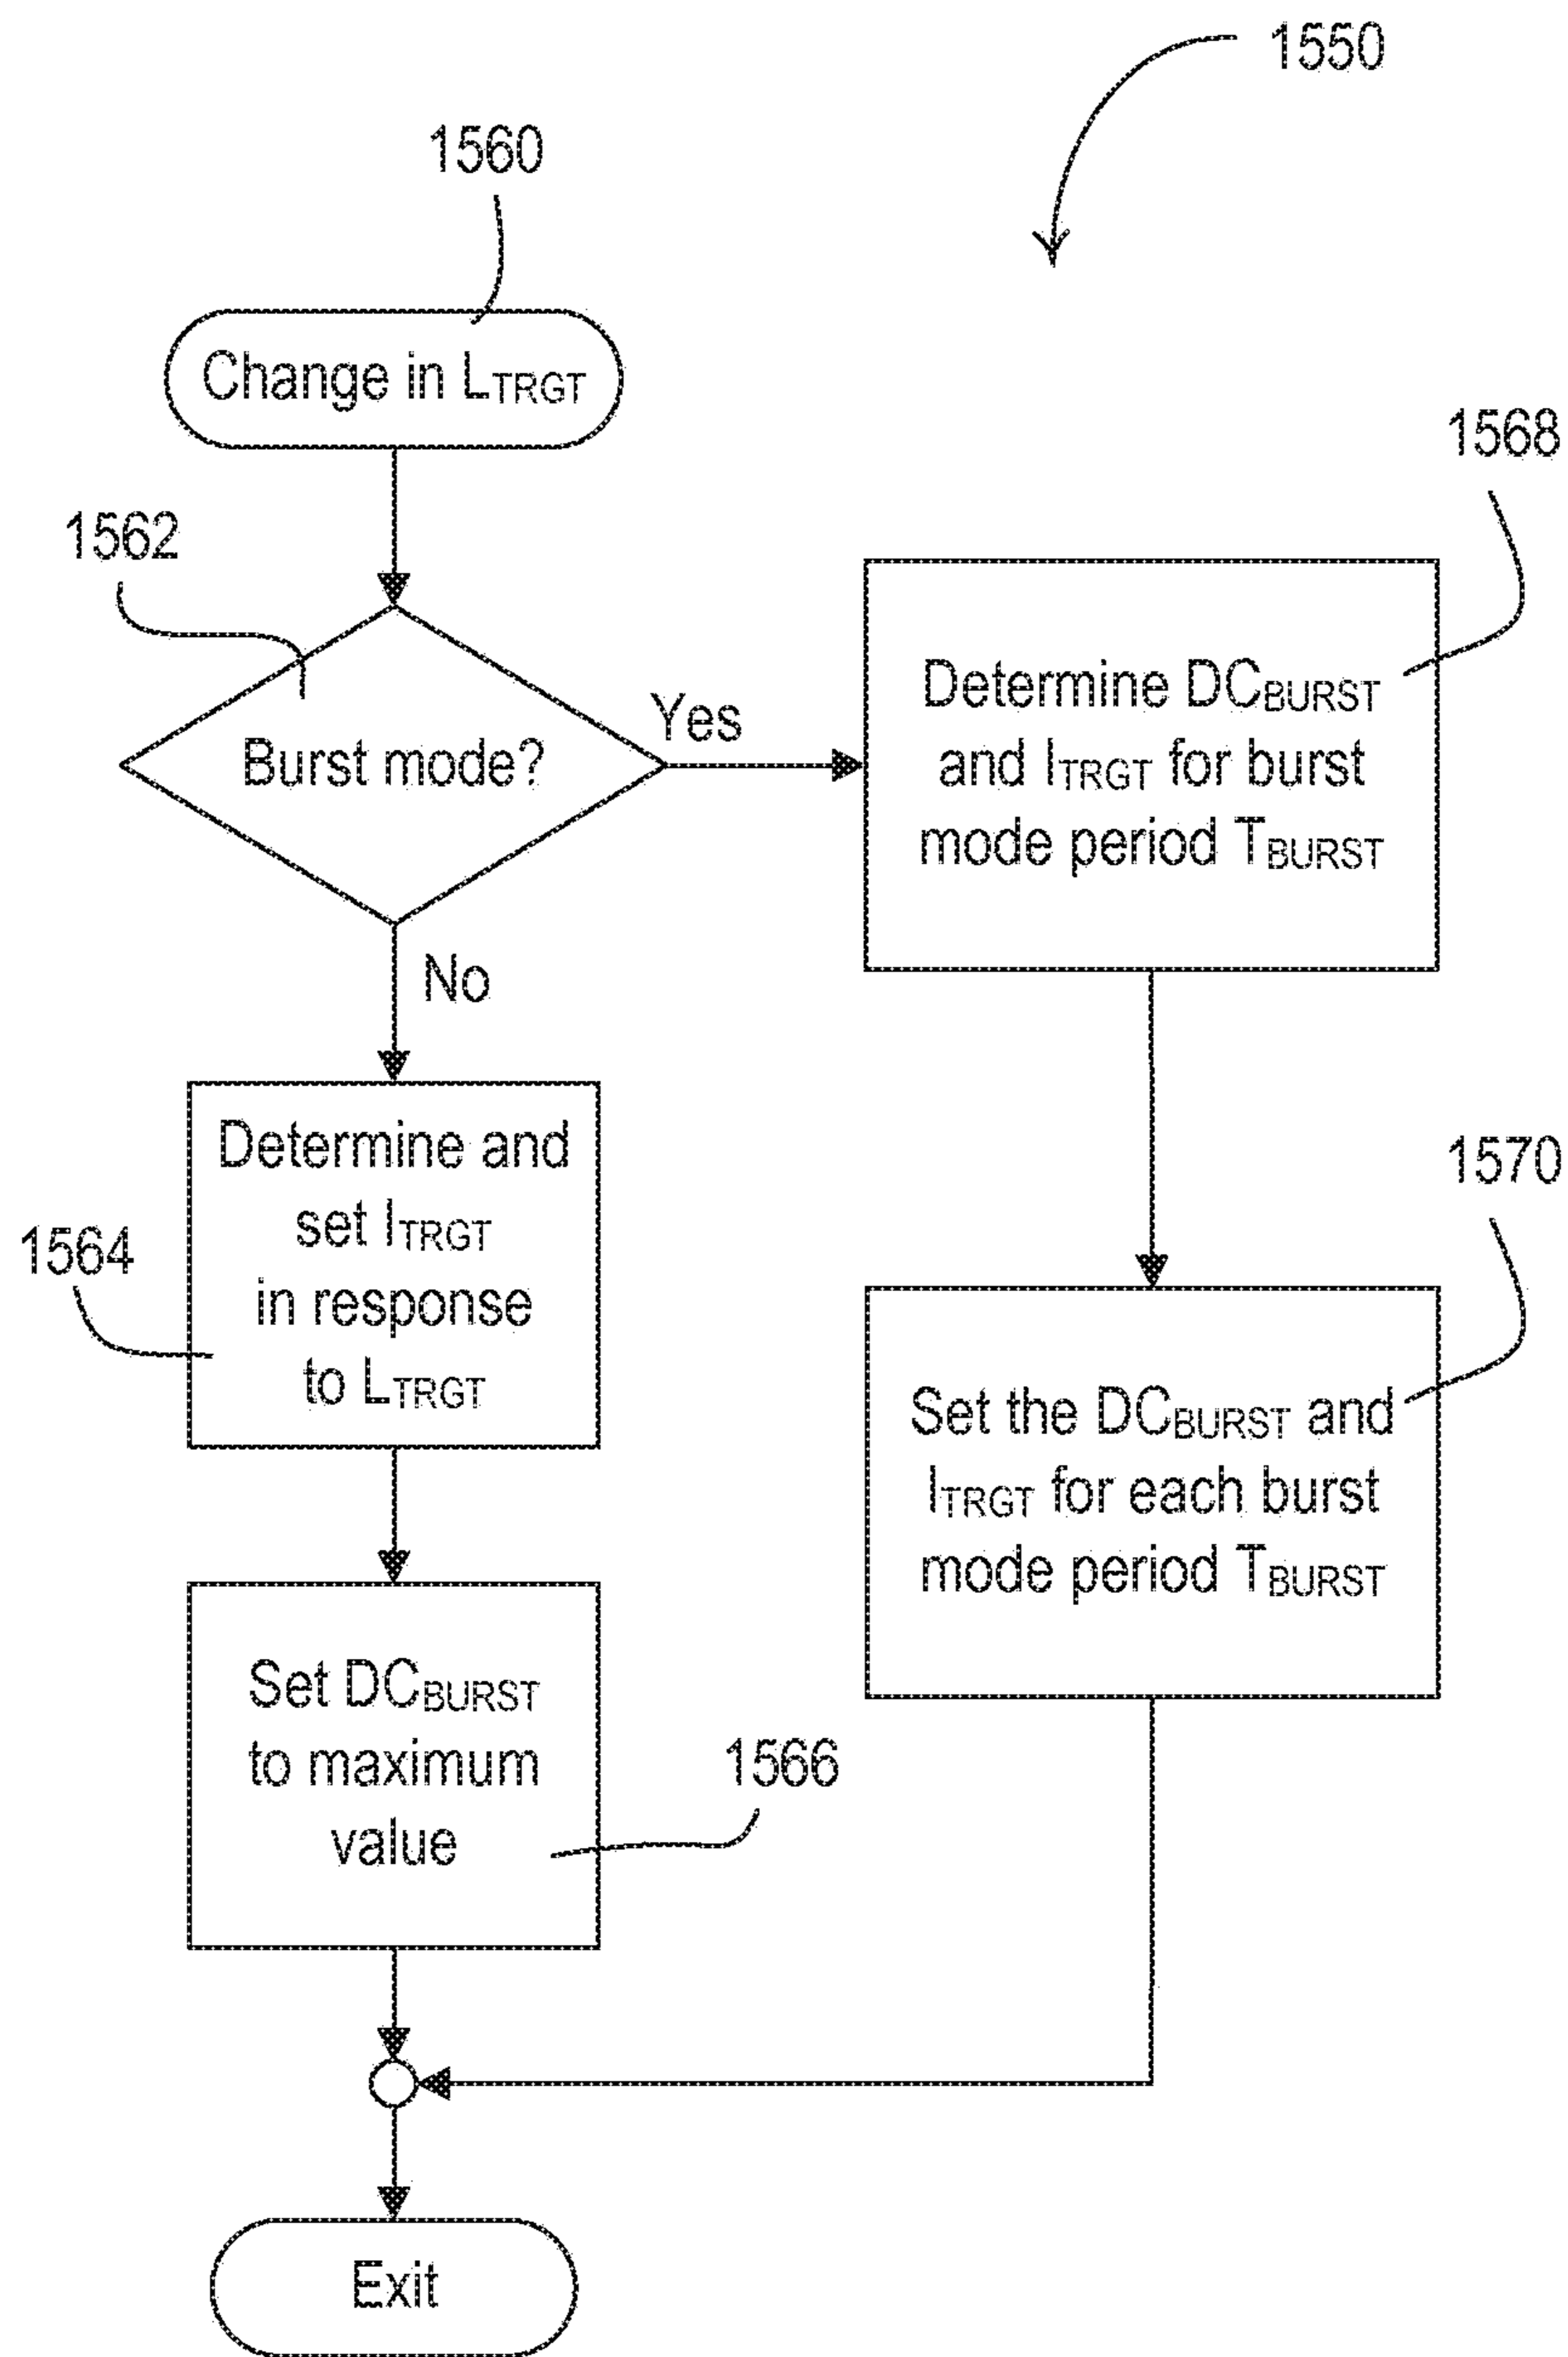 1550
1560
Change in LTRGT
1562
Burst mode?
Yes
No
1568
Determine DCBURST
and ITRGT for burst
mode period TBURST
1564
Determine and
set ITRGT
in response
to LTRGT
1570
Set the DCBURST and
ITRGT for each burst
mode period TBURST
Set DCBURST
to maximum
value
1566
Exit